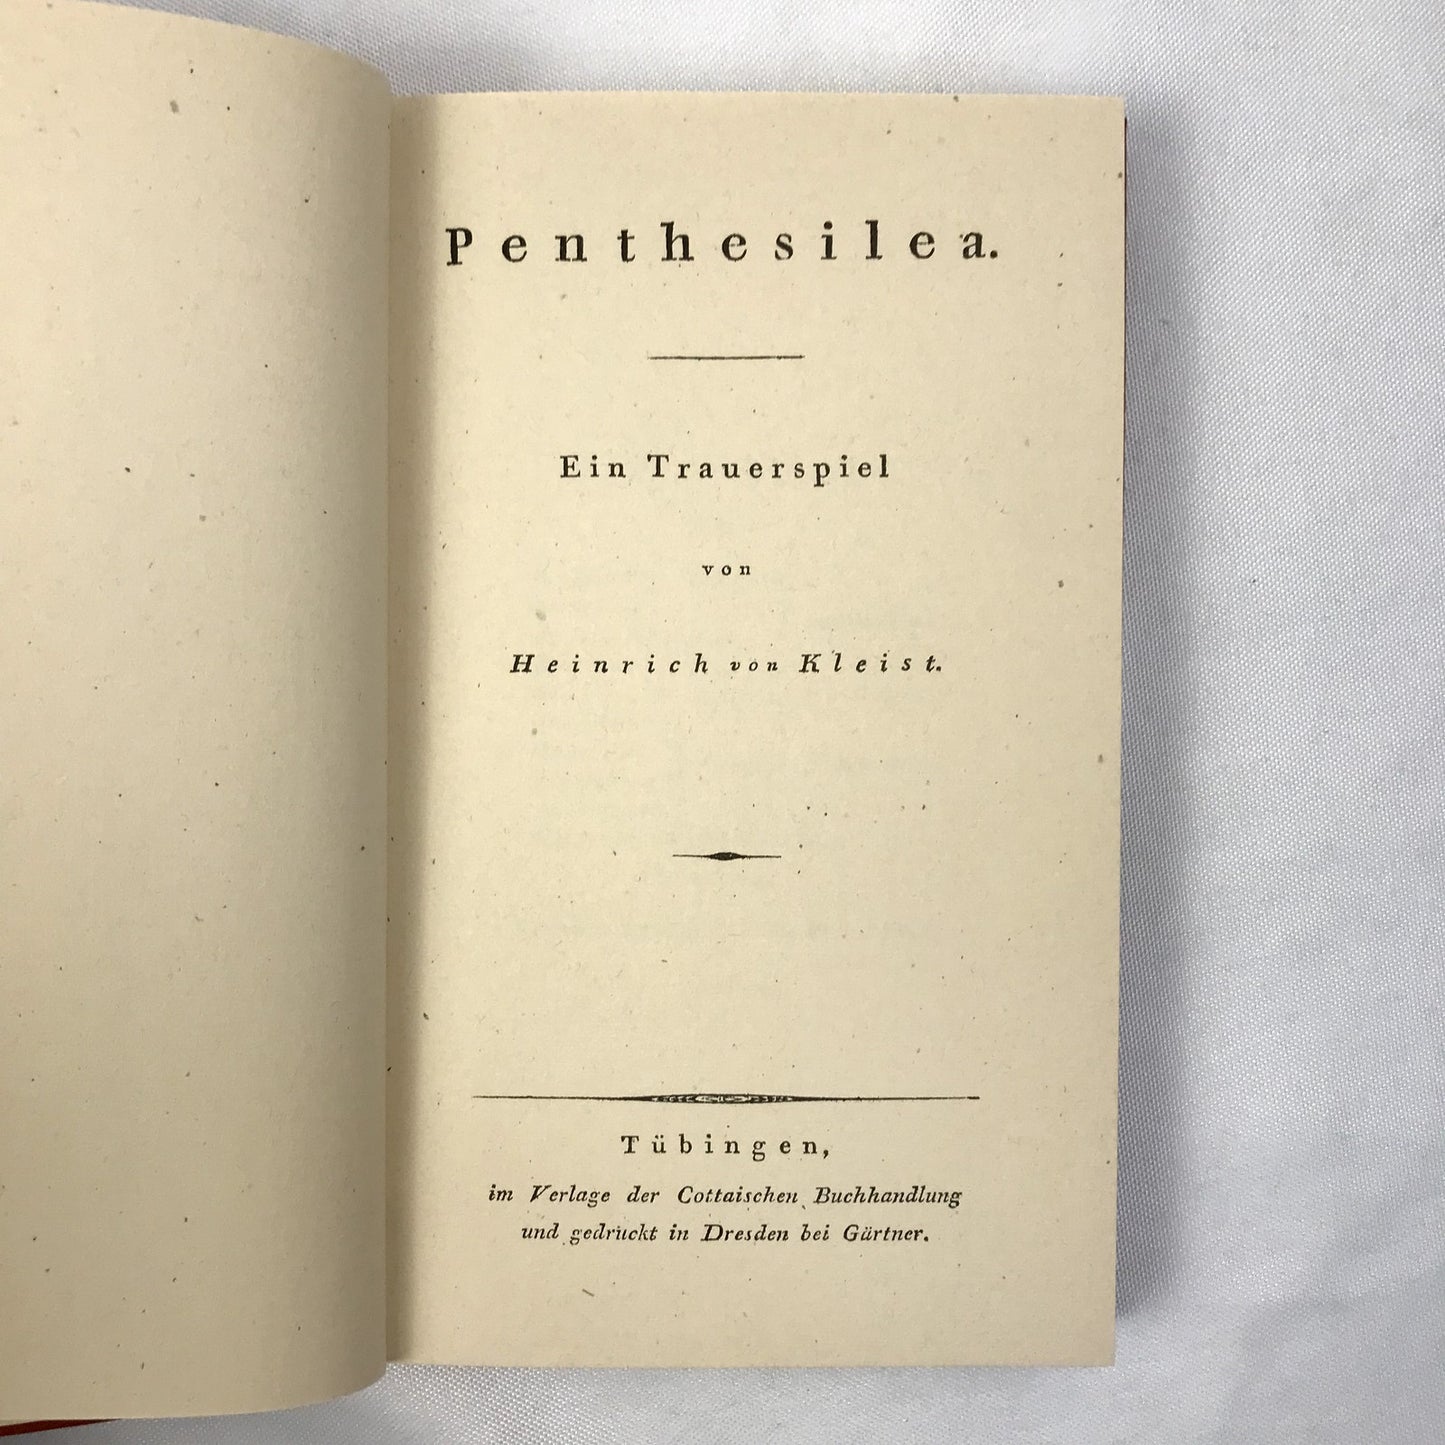 Penthesilea.
Ein Trauerspiel
von
Heinrich von Kleist.
Tübingen,
im Verlage der Cottaischen Buchhandlung
und gedruckt in Dresden bei Gärtner.